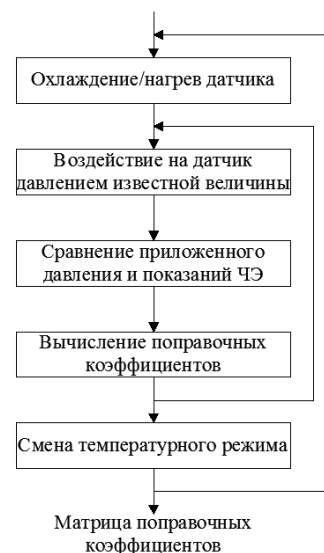 Охлаждение/нагрев датчика
Воздействие на датчик
давлением известной величины
Сравнение приложенного
давления и показаний ЧЭ
Вычисление поправочных
коэффициентов
Смена температурного режима
Матрица поправочных
коэффициентов